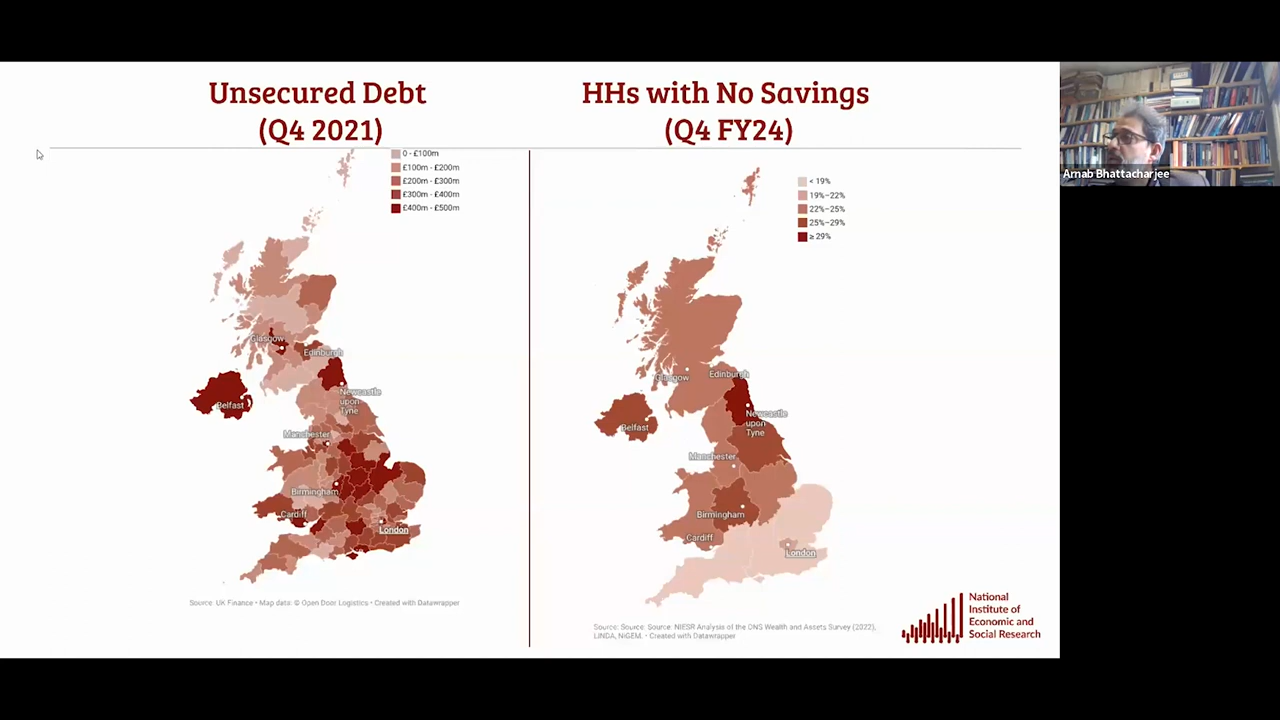 Unsecured Debt
(Q4 2021)
0 - £100m
£100m - £200m
£200m - £300m
£300m - £400m
£400m - £500m
Glasgow
Edinburgh
Newcastle
upon
Tyne
Belfast
Manchester
Birmingham
Cardiff
London
Source: UK Finance • Map data: © Open Door Logistics • Created with Datawrapper
HHs with No Savings
(Q4 FY24)
< 19%
19%–22%
22%–25%
25%–29%
≥ 29%
Glasgow
Edinburgh
Newcastle
upon
Tyne
Belfast
Manchester
Birmingham
Cardiff
London
Source: Source: Source: NIESR Analysis of the ONS Wealth and Assets Survey (2022),
LINDA, NiGEM. • Created with Datawrapper
National
Institute of
Economic and
Social Research
Arnab Bhattacharjee